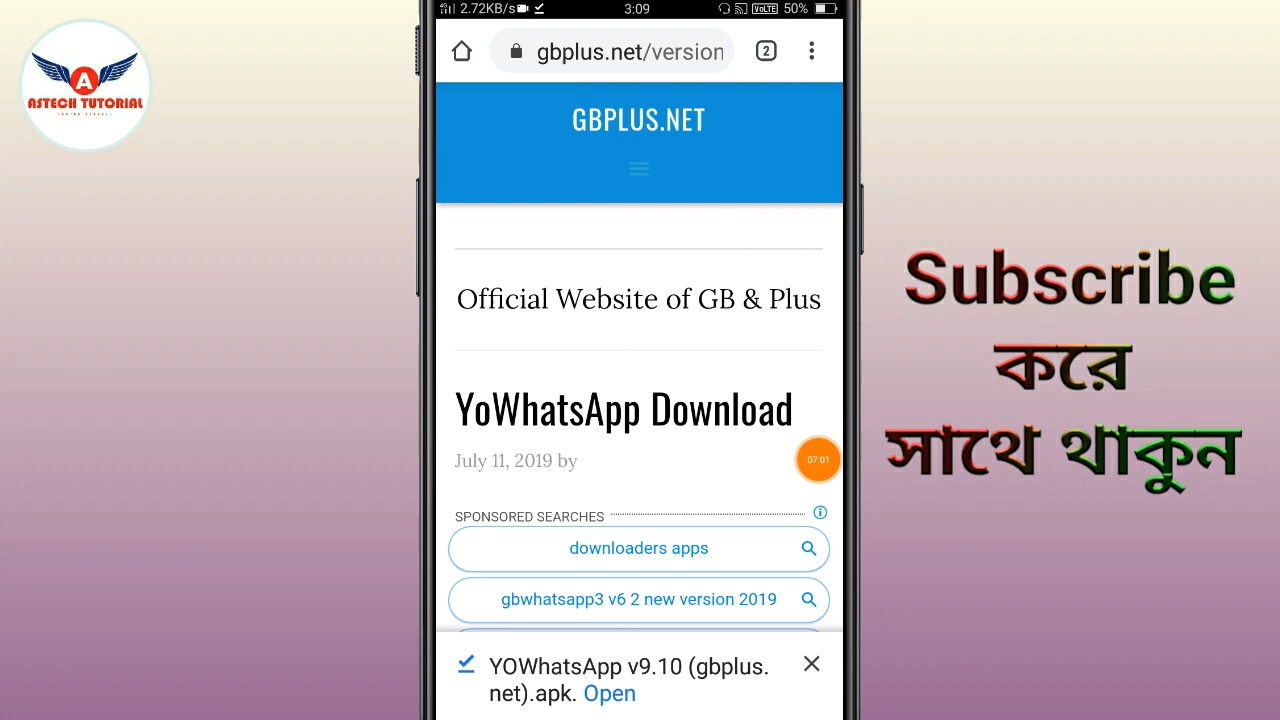 2.72KB/s
3:09
VoLTE
50%
gbplus.net/version
2
A
ASTECH TUTORIAL
GBPLUS.NET
Official Website of GB & Plus
Subscribe
করে
সাথে থাকুন
YoWhatsApp Download
July 11, 2019 by
07:01
SPONSORED SEARCHES
downloaders apps
gbwhatsapp3 v6 2 new version 2019
YOWhatsApp v9.10 (gbplus.
net).apk. Open